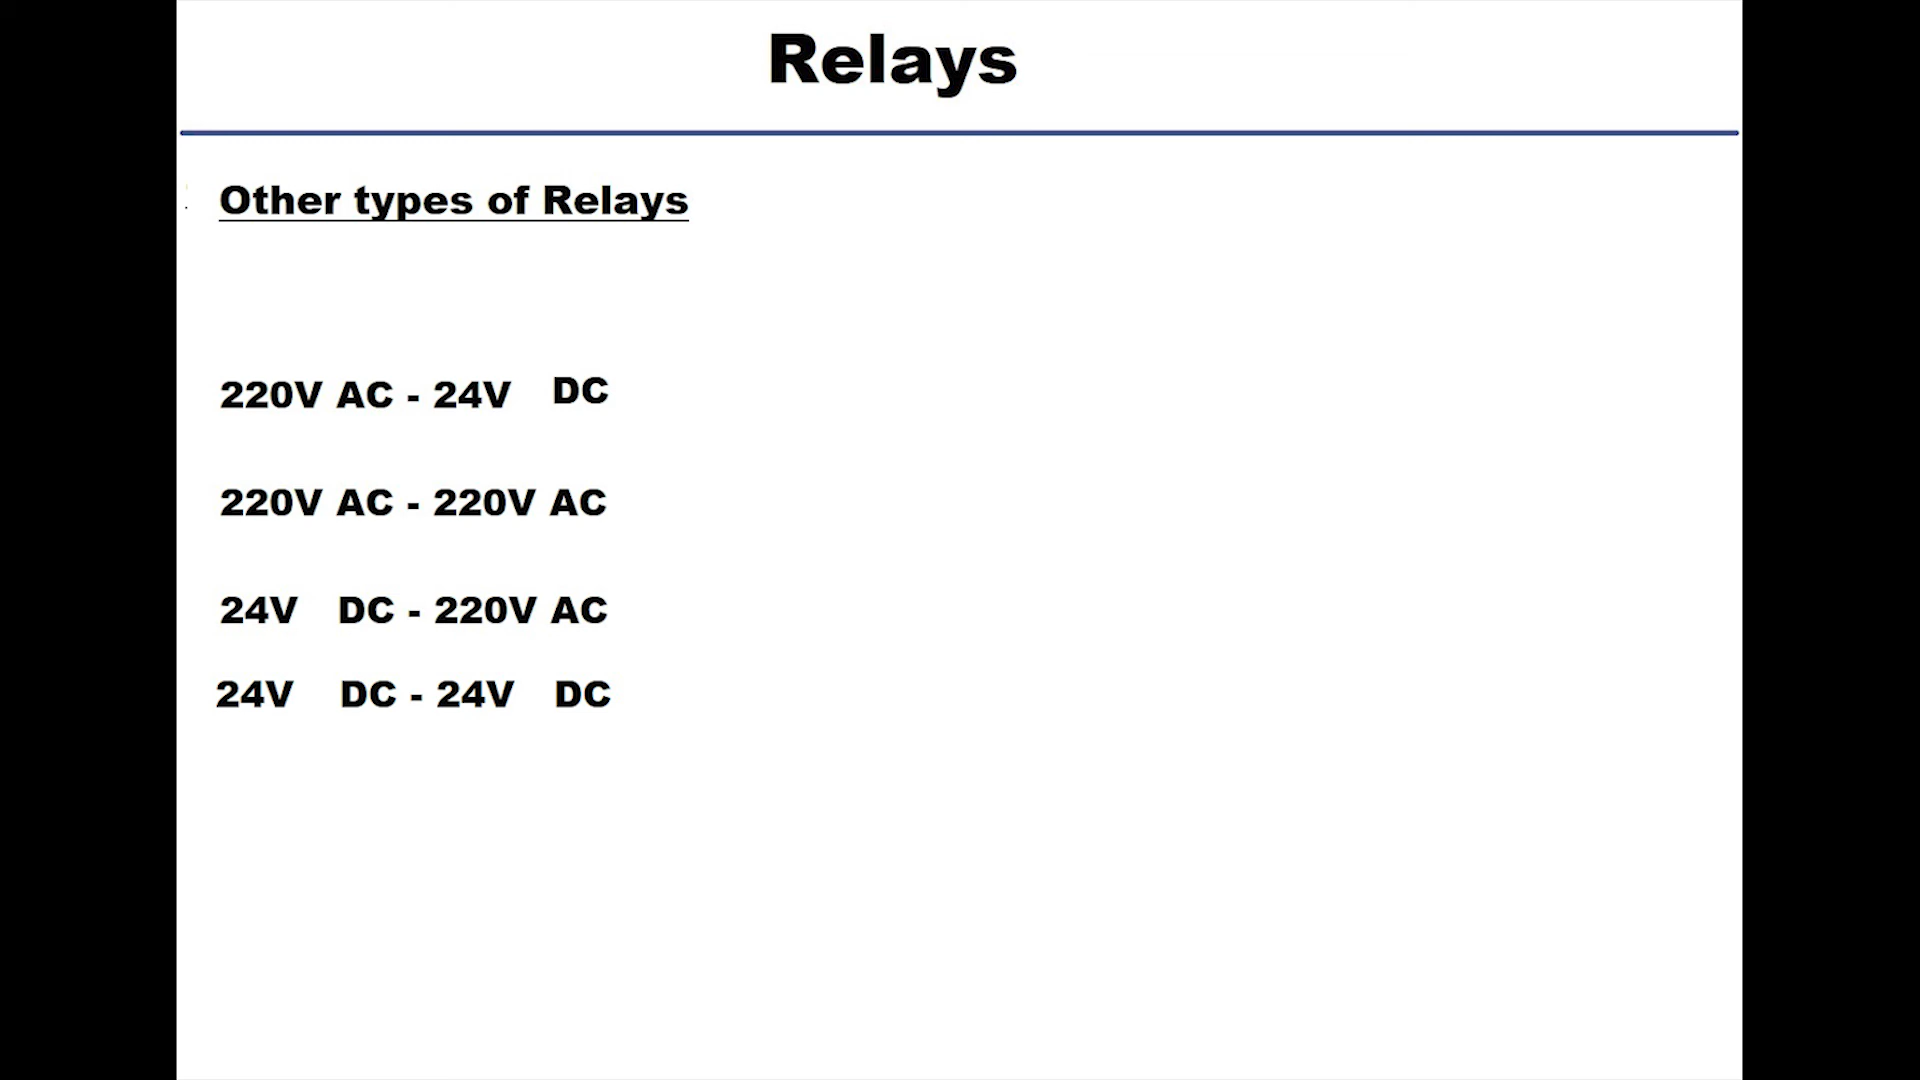 Relays
Other types of Relays
220V AC - 24V DC
220V AC - 220V AC
24V DC - 220V AC
24V DC - 24V DC